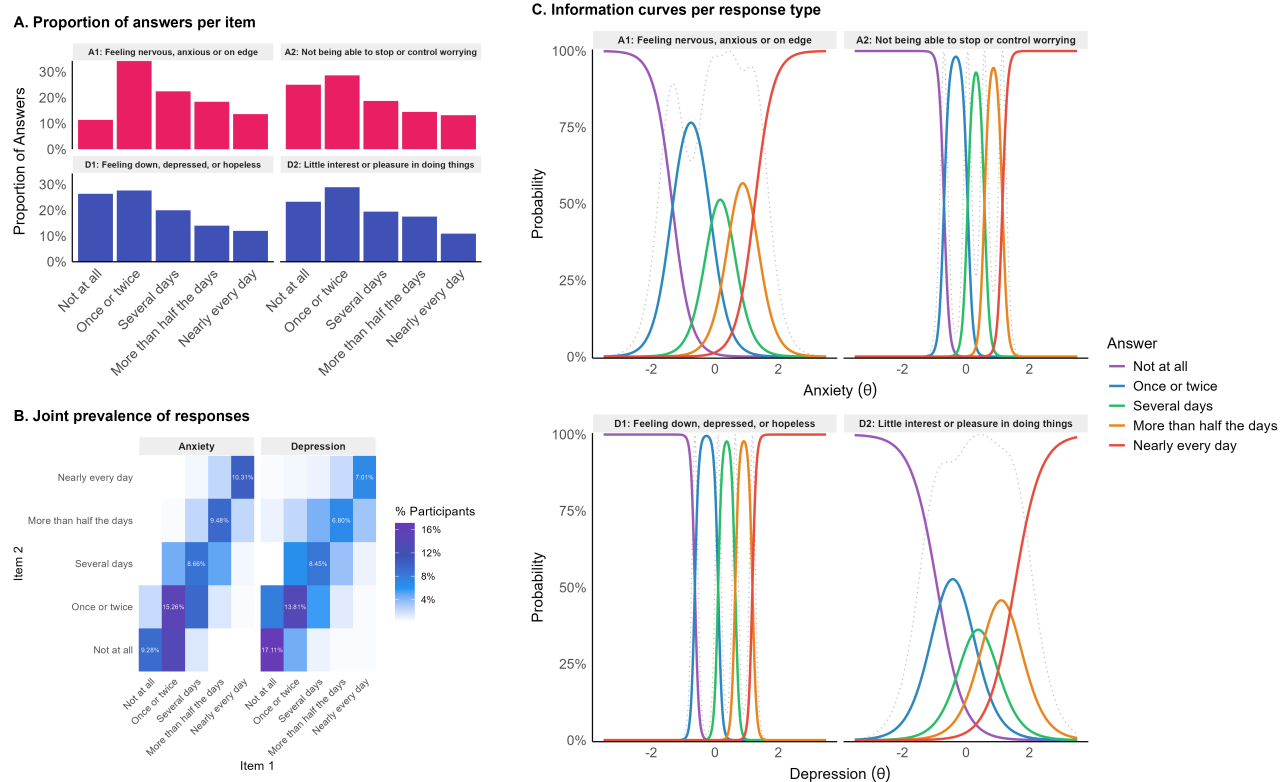 A. Proportion of answers per item
A1: Feeling nervous, anxious or on edge
A2: Not being able to stop or control worrying
30%
20%
10%
0%
D1: Feeling down, depressed, or hopeless
D2: Little interest or pleasure in doing things
30%
20%
10%
0%
Proportion of Answers
Not at all
Once or twice
Several days
More than half the days
Nearly every day
Not at all
Once or twice
Several days
More than half the days
Nearly every day
B. Joint prevalence of responses
Anxiety
Depression
Nearly every day
10.31%
7.01%
More than half the days
9.48%
6.80%
Several days
8.66%
8.45%
Once or twice
15.26%
13.81%
Not at all
9.28%
17.11%
Item 2
Not at all
Once or twice
Several days
More than half the days
Nearly every day
Not at all
Once or twice
Several days
More than half the days
Nearly every day
Item 1
% Participants
16%
12%
8%
4%
C. Information curves per response type
A1: Feeling nervous, anxious or on edge
A2: Not being able to stop or control worrying
100%
75%
50%
25%
0%
Probability
-2 0 2
-2 0 2
Anxiety (θ)
D1: Feeling down, depressed, or hopeless
D2: Little interest or pleasure in doing things
100%
75%
50%
25%
0%
Probability
-2 0 2
-2 0 2
Depression (θ)
Answer
Not at all
Once or twice
Several days
More than half the days
Nearly every day